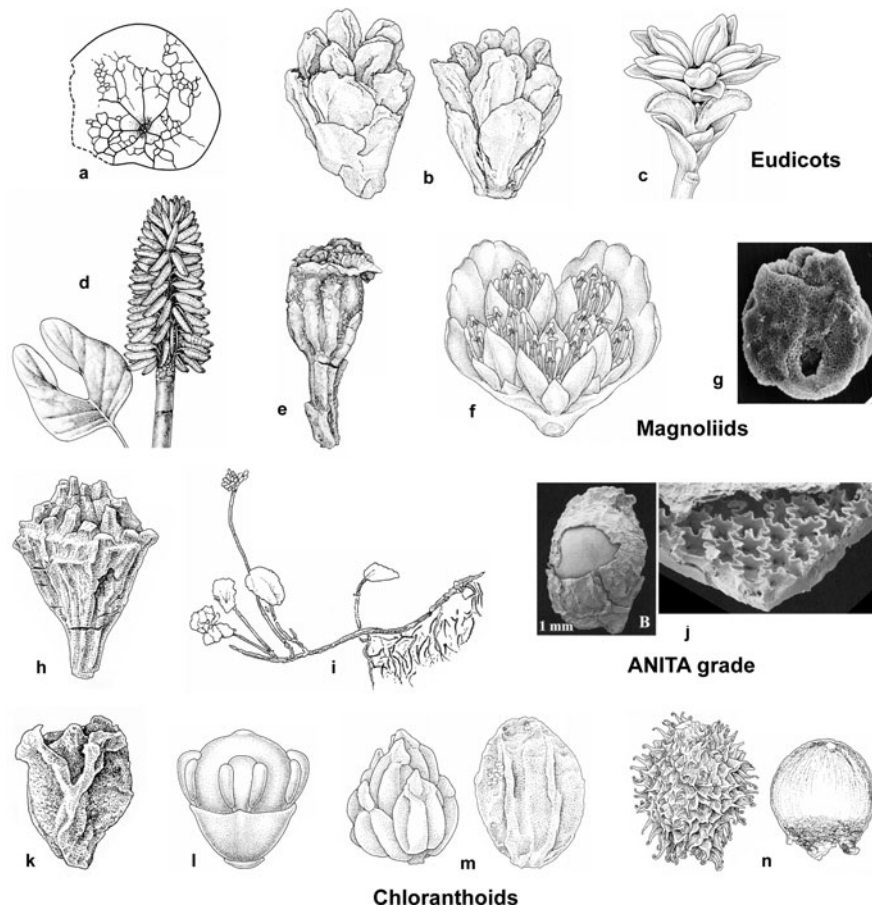 a
b
c
Eudicots
d
e
f
g
Magnoliids
h
i
1 mm
B
j
ANITA grade
k
l
m
n
Chloranthoids